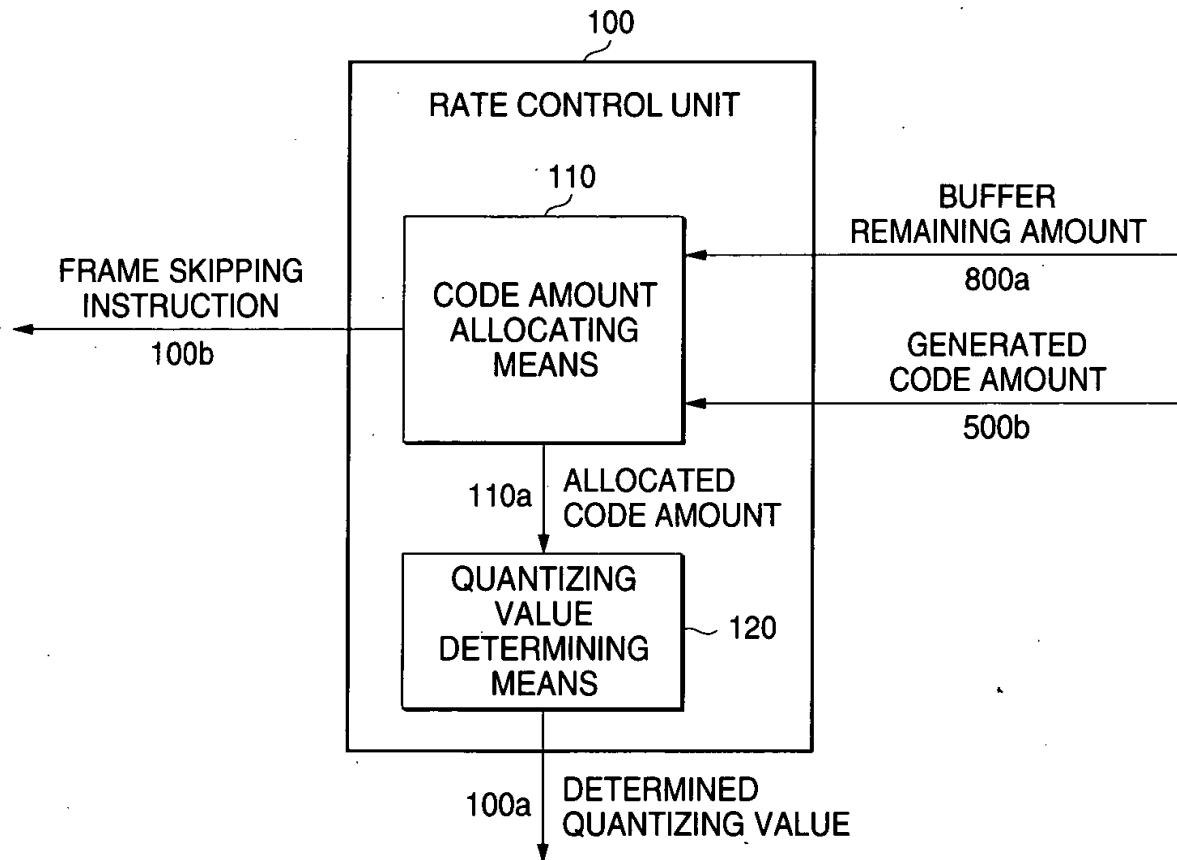 100
RATE CONTROL UNIT
110
BUFFER
REMAINING AMOUNT
800a
FRAME SKIPPING
INSTRUCTION
100b
CODE AMOUNT
ALLOCATING
MEANS
GENERATED
CODE AMOUNT
500b
110a
ALLOCATED
CODE AMOUNT
QUANTIZING
VALUE
DETERMINING
MEANS
120
100a
DETERMINED
QUANTIZING VALUE